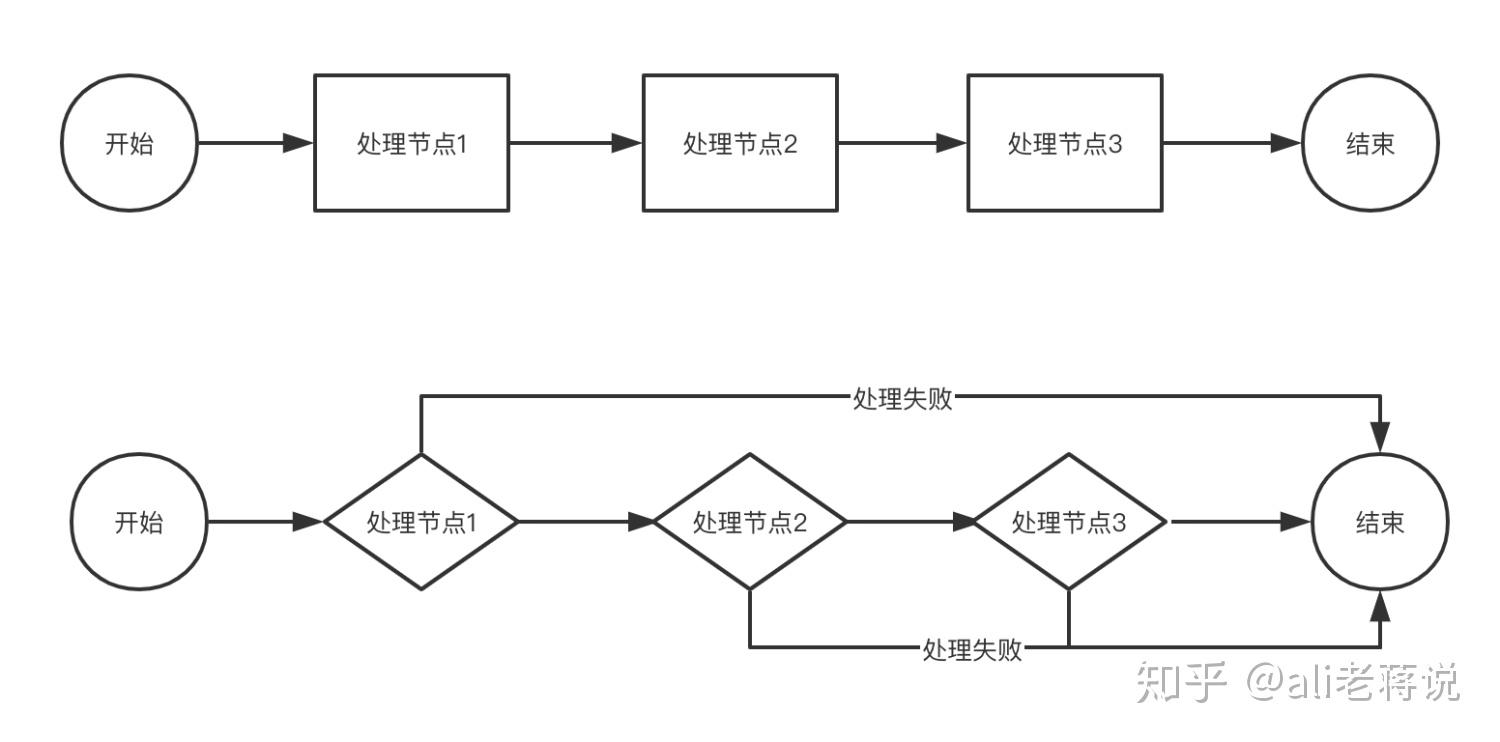 开始
处理节点1
处理节点2
处理节点3
结束
处理失败
开始
处理节点1
处理节点2
处理节点3
结束
处理失败
知乎 @ali老蒋说